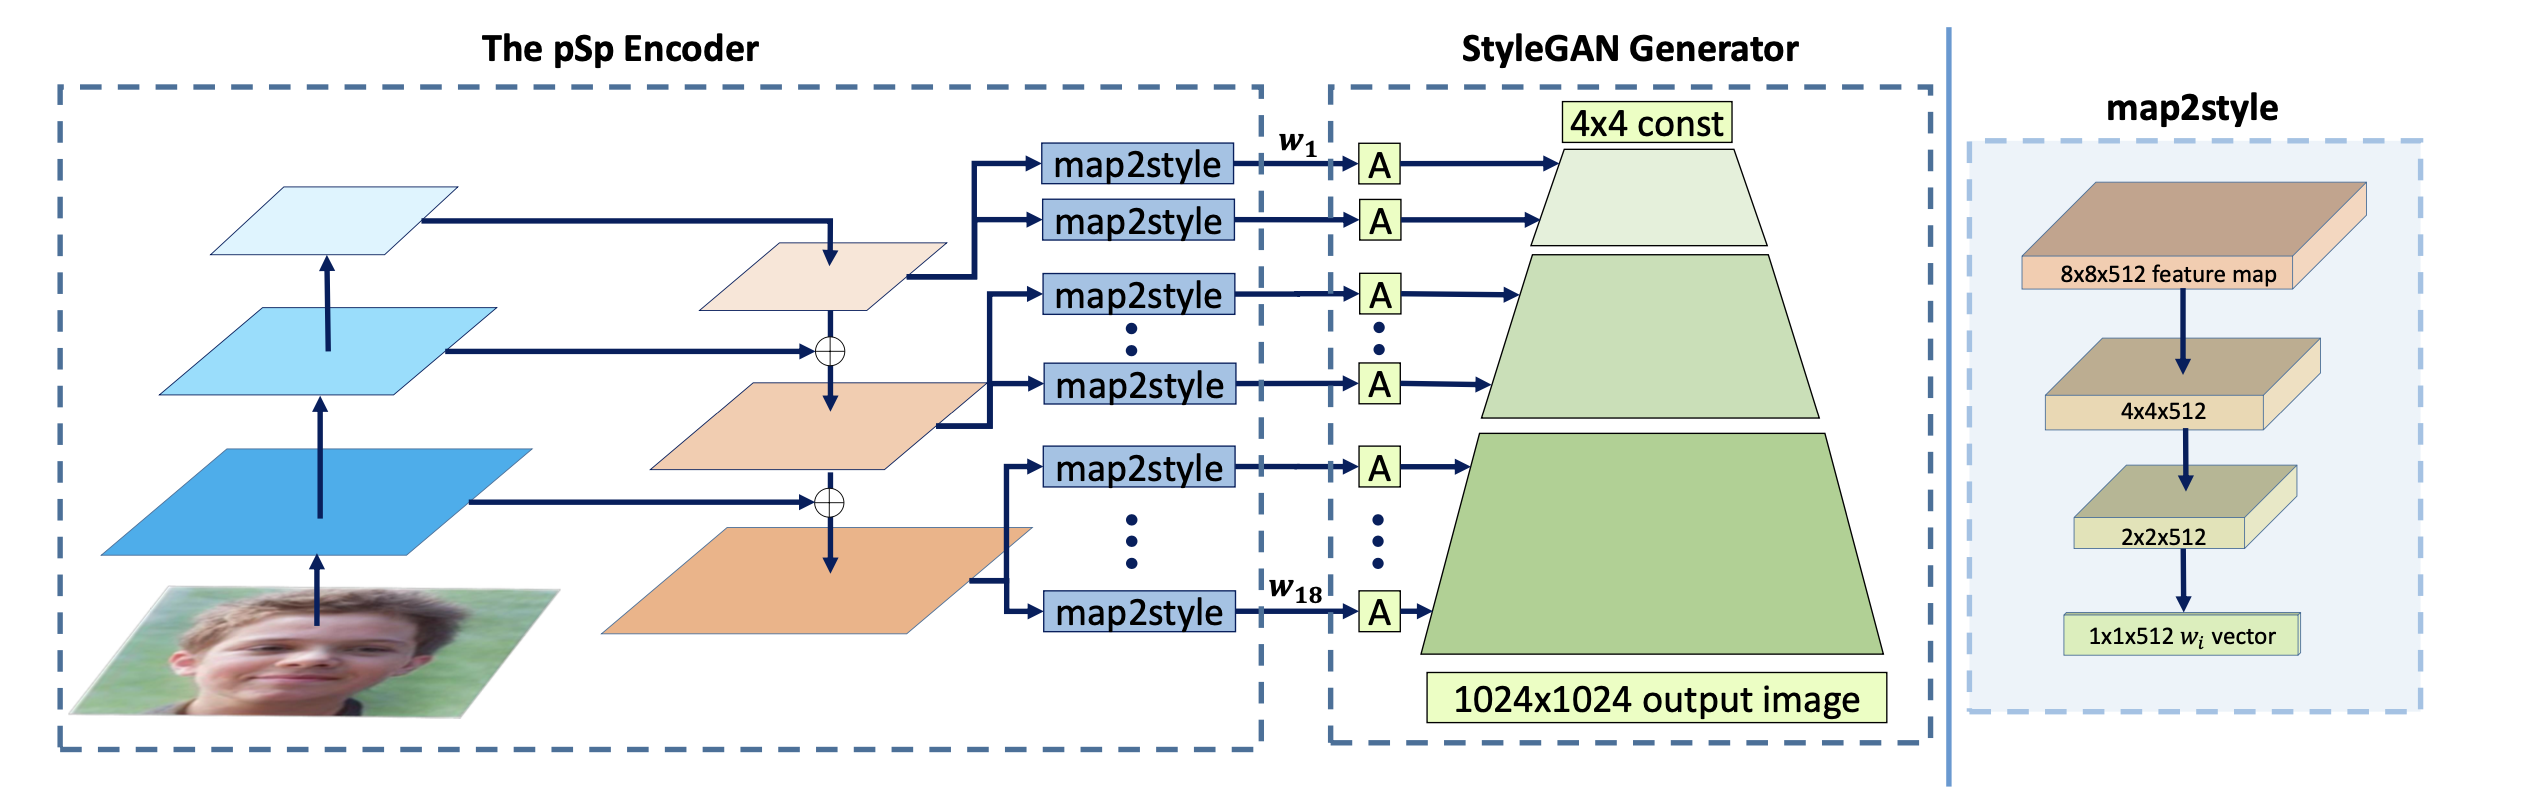 The pSp Encoder
StyleGAN Generator
map2style
4x4 const
map2style
w1
A
map2style
A
map2style
A
map2style
A
map2style
A
map2style
w18
A
1024x1024 output image
8x8x512 feature map
4x4x512
2x2x512
1x1x512 wi vector